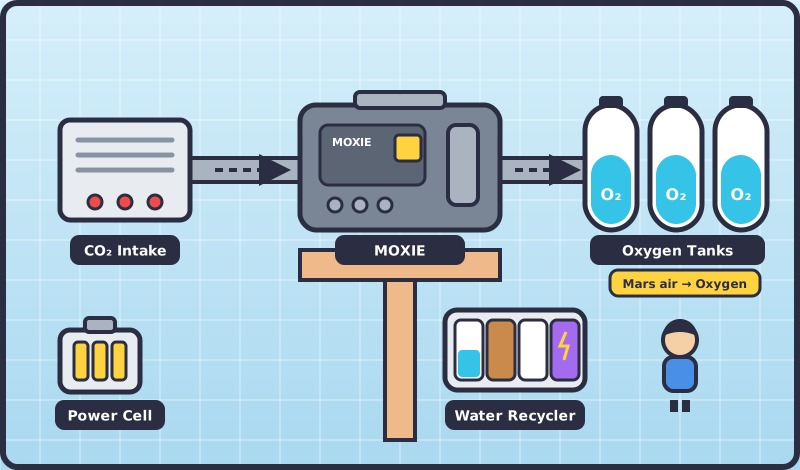 MOXIE
O₂
O₂
O₂
CO₂ Intake
MOXIE
Oxygen Tanks
Mars air → Oxygen
Power Cell
Water Recycler